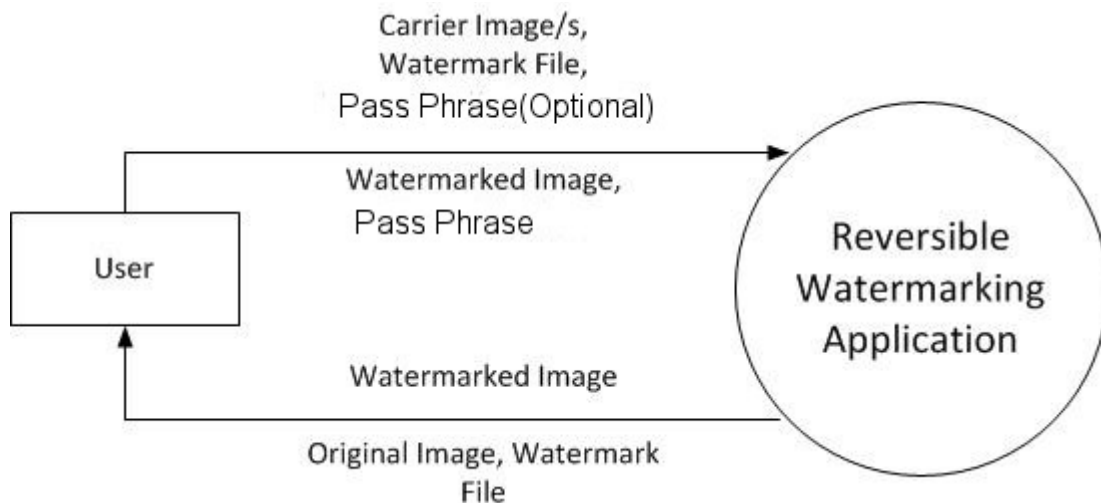 Carrier Image/s,
Watermark File,
Pass Phrase(Optional)
Watermarked Image,
Pass Phrase
User
Reversible
Watermarking
Application
Watermarked Image
Original Image, Watermark
File